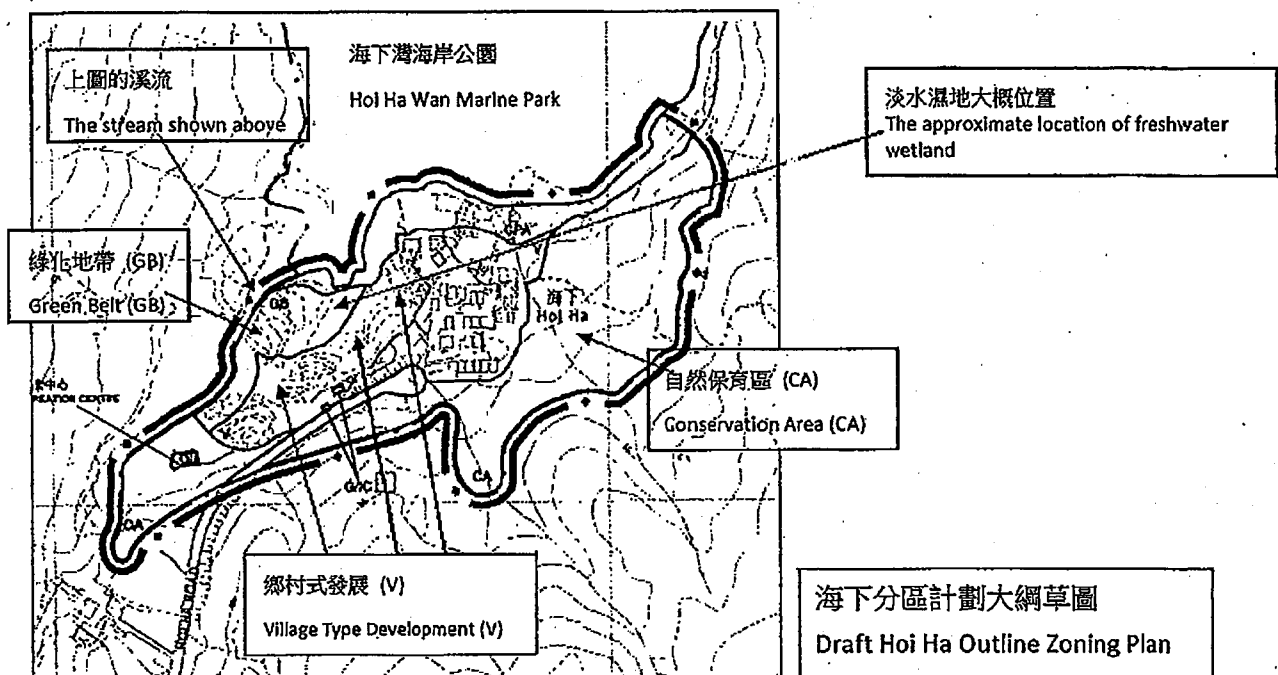 海下灣海岸公園
Hoi Ha Wan Marine Park
上圖的溪流
The stream shown above
淡水濕地大概位置
The approximate location of freshwater
wetland
綠化地帶 (GB)
Green Belt (GB)
GB
CPA
海下
Hoi Ha
自然保育區 (CA)
Conservation Area (CA)
CA
G/IC
CA
鄉村式發展 (V)
Village Type Development (V)
海下分區計劃大綱草圖
Draft Hoi Ha Outline Zoning Plan